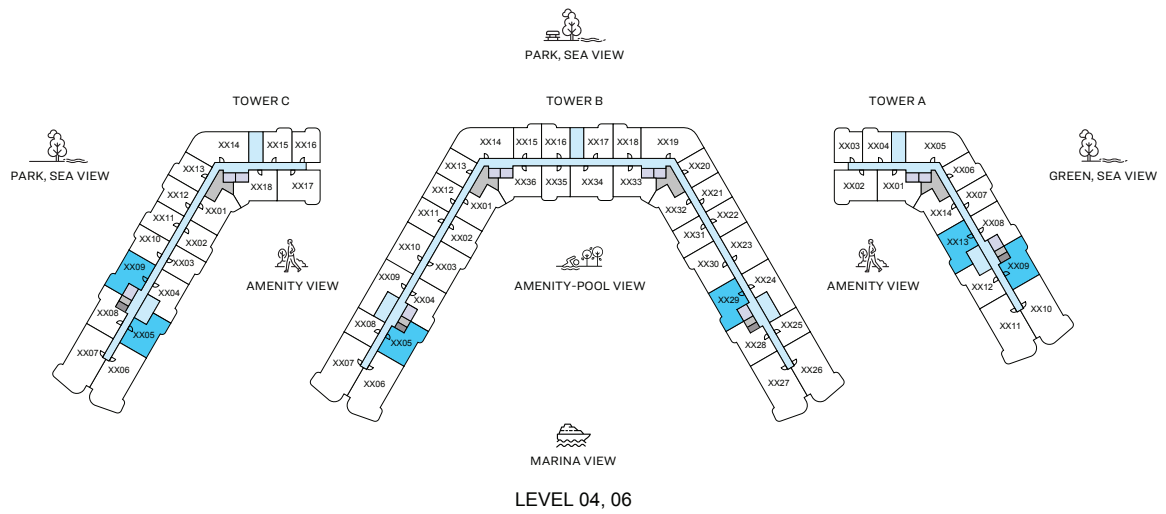 PARK, SEA VIEW
TOWER C
TOWER B
TOWER A
PARK, SEA VIEW
GREEN, SEA VIEW
XX14
XX15
XX16
XX13
XX18
XX17
XX12
XX01
XX11
XX02
XX10
XX03
XX09
XX04
XX08
XX05
XX07
XX06
AMENITY VIEW
XX14
XX15
XX16
XX17
XX18
XX19
XX13
XX36
XX35
XX34
XX33
XX20
XX12
XX01
XX32
XX21
XX11
XX02
XX31
XX22
XX10
XX03
XX30
XX23
XX09
XX04
XX29
XX24
XX08
XX05
XX28
XX25
XX07
XX06
XX27
XX26
AMENITY-POOL VIEW
XX03
XX04
XX05
XX02
XX01
XX06
XX14
XX07
XX13
XX08
XX12
XX09
XX11
XX10
AMENITY VIEW
MARINA VIEW
LEVEL 04, 06